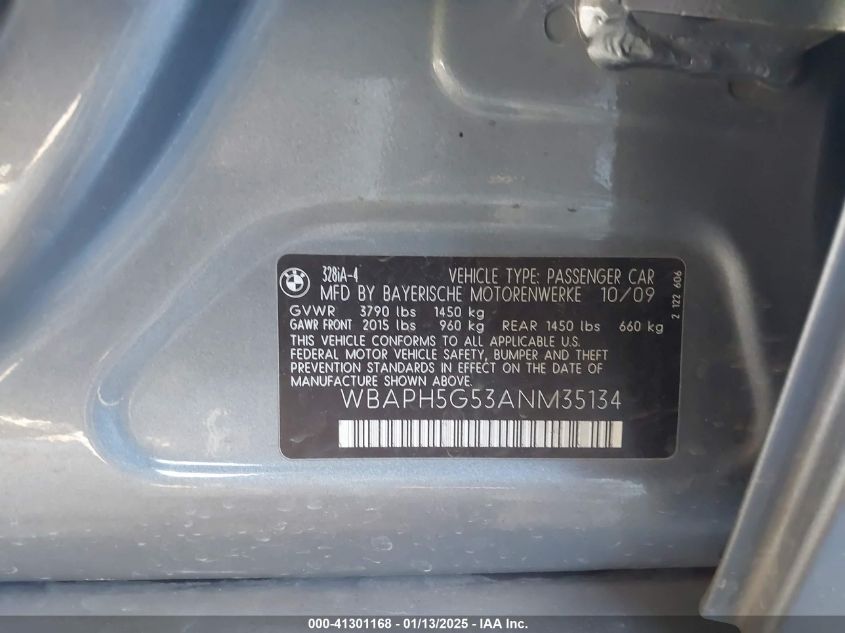 BMW
328iA-4
VEHICLE TYPE: PASSENGER CAR
MFD BY BAYERISCHE MOTORENWERKE 10/09
GVWR 3790 lbs 1450 kg
GAWR FRONT 2015 lbs 960 kg REAR 1450 lbs 660 kg
THIS VEHICLE CONFORMS TO ALL APPLICABLE U.S.
FEDERAL MOTOR VEHICLE SAFETY, BUMPER AND THEFT
PREVENTION STANDARDS IN EFFECT ON THE DATE OF
MANUFACTURE SHOWN ABOVE.
WBAPH5G53ANM35134
2 122 606
000-41301168 - 01/13/2025 - IAA Inc.